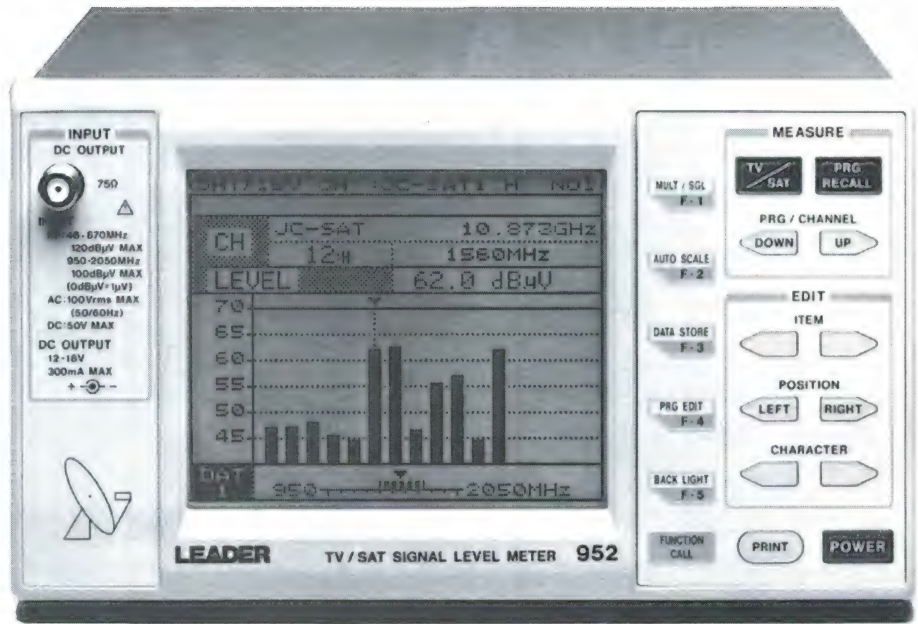 INPUT
DC OUTPUT
75Ω
48-870MHz
120dBμV MAX
950-2050MHz
100dBμV MAX
(0dBμV=1μV)
AC:100Vrms MAX
(50/60Hz)
DC:50V MAX
DC OUTPUT
12-18V
300mA MAX
+ -
CH
JC-SAT 10.873GHz
12:H 1560MHz
LEVEL 62.0 dBμV
70
65
60
55
50
45
DAT
1
950 2050MHz
LEADER TV/SAT SIGNAL LEVEL METER 952
MULT/SGL
F-1
AUTO SCALE
F-2
DATA STORE
F-3
PRG EDIT
F-4
BACK LIGHT
F-5
FUNCTION
CALL
MEASURE
TV/SAT
PRG
RECALL
PRG/CHANNEL
DOWN UP
EDIT
ITEM
POSITION
LEFT RIGHT
CHARACTER
PRINT POWER